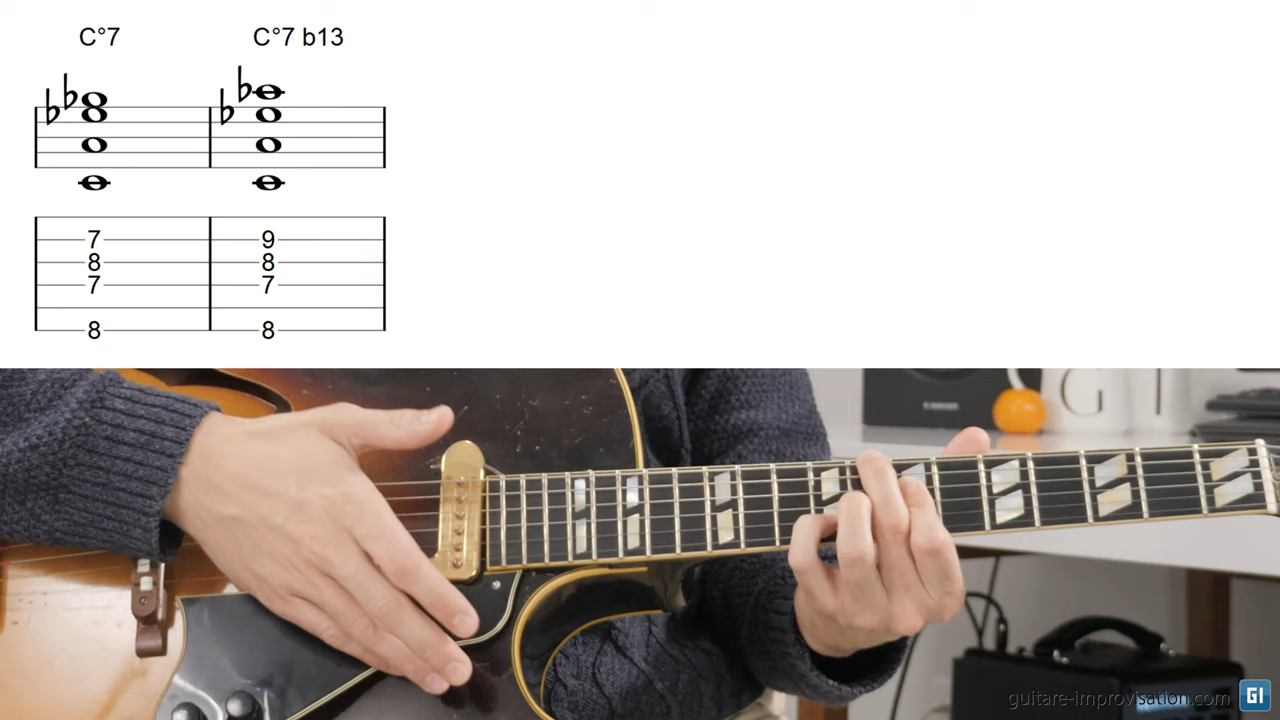 C°7 C°7 b13
7 9
8 8
7 7
8 8
G I
guitare-improvisation.com GI